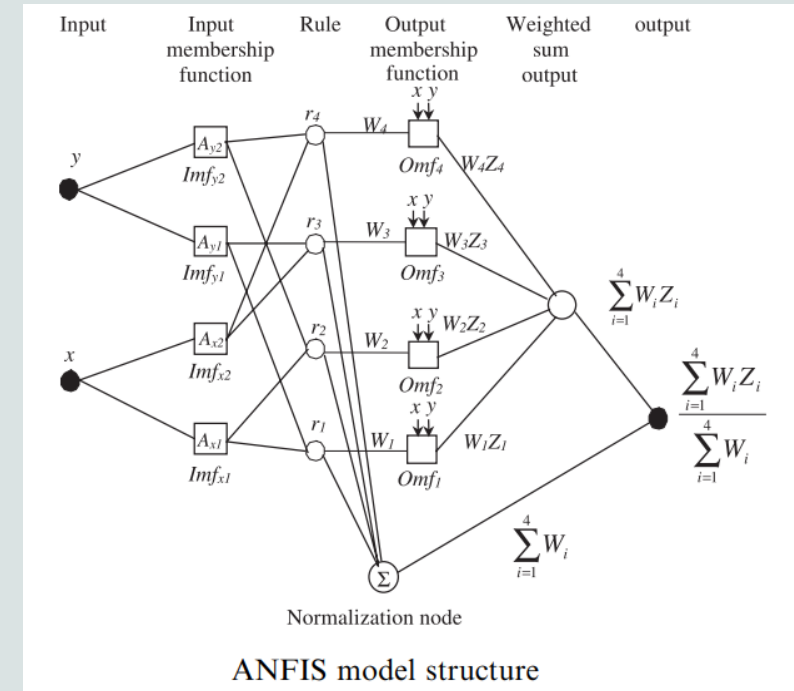 Input
Input
membership
function
Rule
Output
membership
function
Weighted
sum
output
output
x y
r4
W4
Ay2
Imfy2
Omf4
W4Z4
y
x y
r3
W3
W3Z3
Ay1
Imfy1
Omf3
4
∑WiZi
i=1
x y
W2Z2
r2
W2
Ax2
Imfx2
Omf2
x
4
∑WiZi
i=1
4
∑Wi
i=1
x y
r1
W1
W1Z1
Ax1
Imfx1
Omf1
4
∑Wi
i=1
Σ
Normalization node
ANFIS model structure